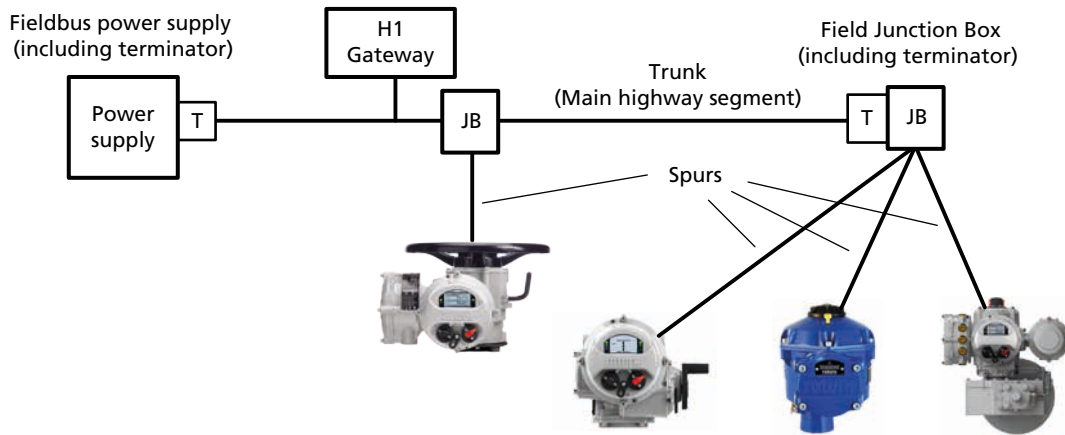 Fieldbus power supply
(including terminator)
H1
Gateway
Field Junction Box
(including terminator)
Trunk
(Main highway segment)
Power
supply
T
JB
T
JB
Spurs